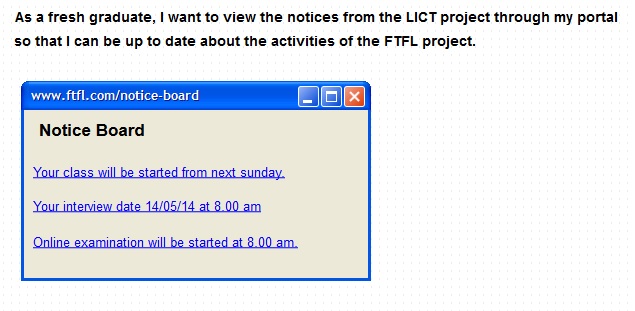 As a fresh graduate, I want to view the notices from the LICT project through my portal
so that I can be up to date about the activities of the FTFL project.
www.ftfl.com/notice-board
Notice Board
Your class will be started from next sunday.
Your interview date 14/05/14 at 8.00 am
Online examination will be started at 8.00 am.